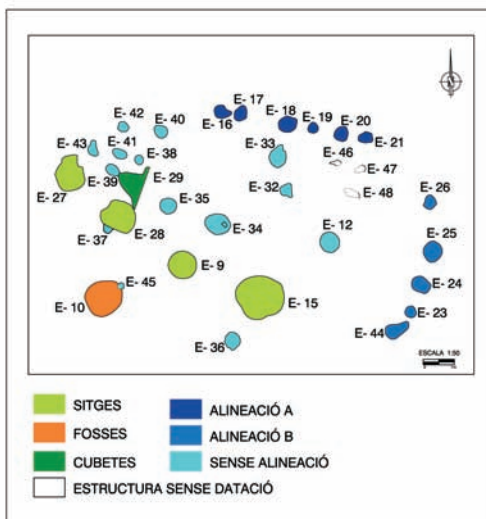 E- 42
E- 40
E- 17
E- 16
E- 18
E- 19
E- 20
E- 21
E- 43
E- 41
E- 38
E- 33
E- 46
E- 47
E- 39
E- 29
E- 27
E- 35
E- 32
E- 48
E- 26
E- 37
E- 28
E- 34
E- 12
E- 25
E- 9
E- 45
E- 10
E- 15
E- 24
E- 23
E- 44
E- 36
ESCALA 1:50
SITGES
ALINEACIÓ A
FOSSES
ALINEACIÓ B
CUBETES
SENSE ALINEACIÓ
ESTRUCTURA SENSE DATACIÓ